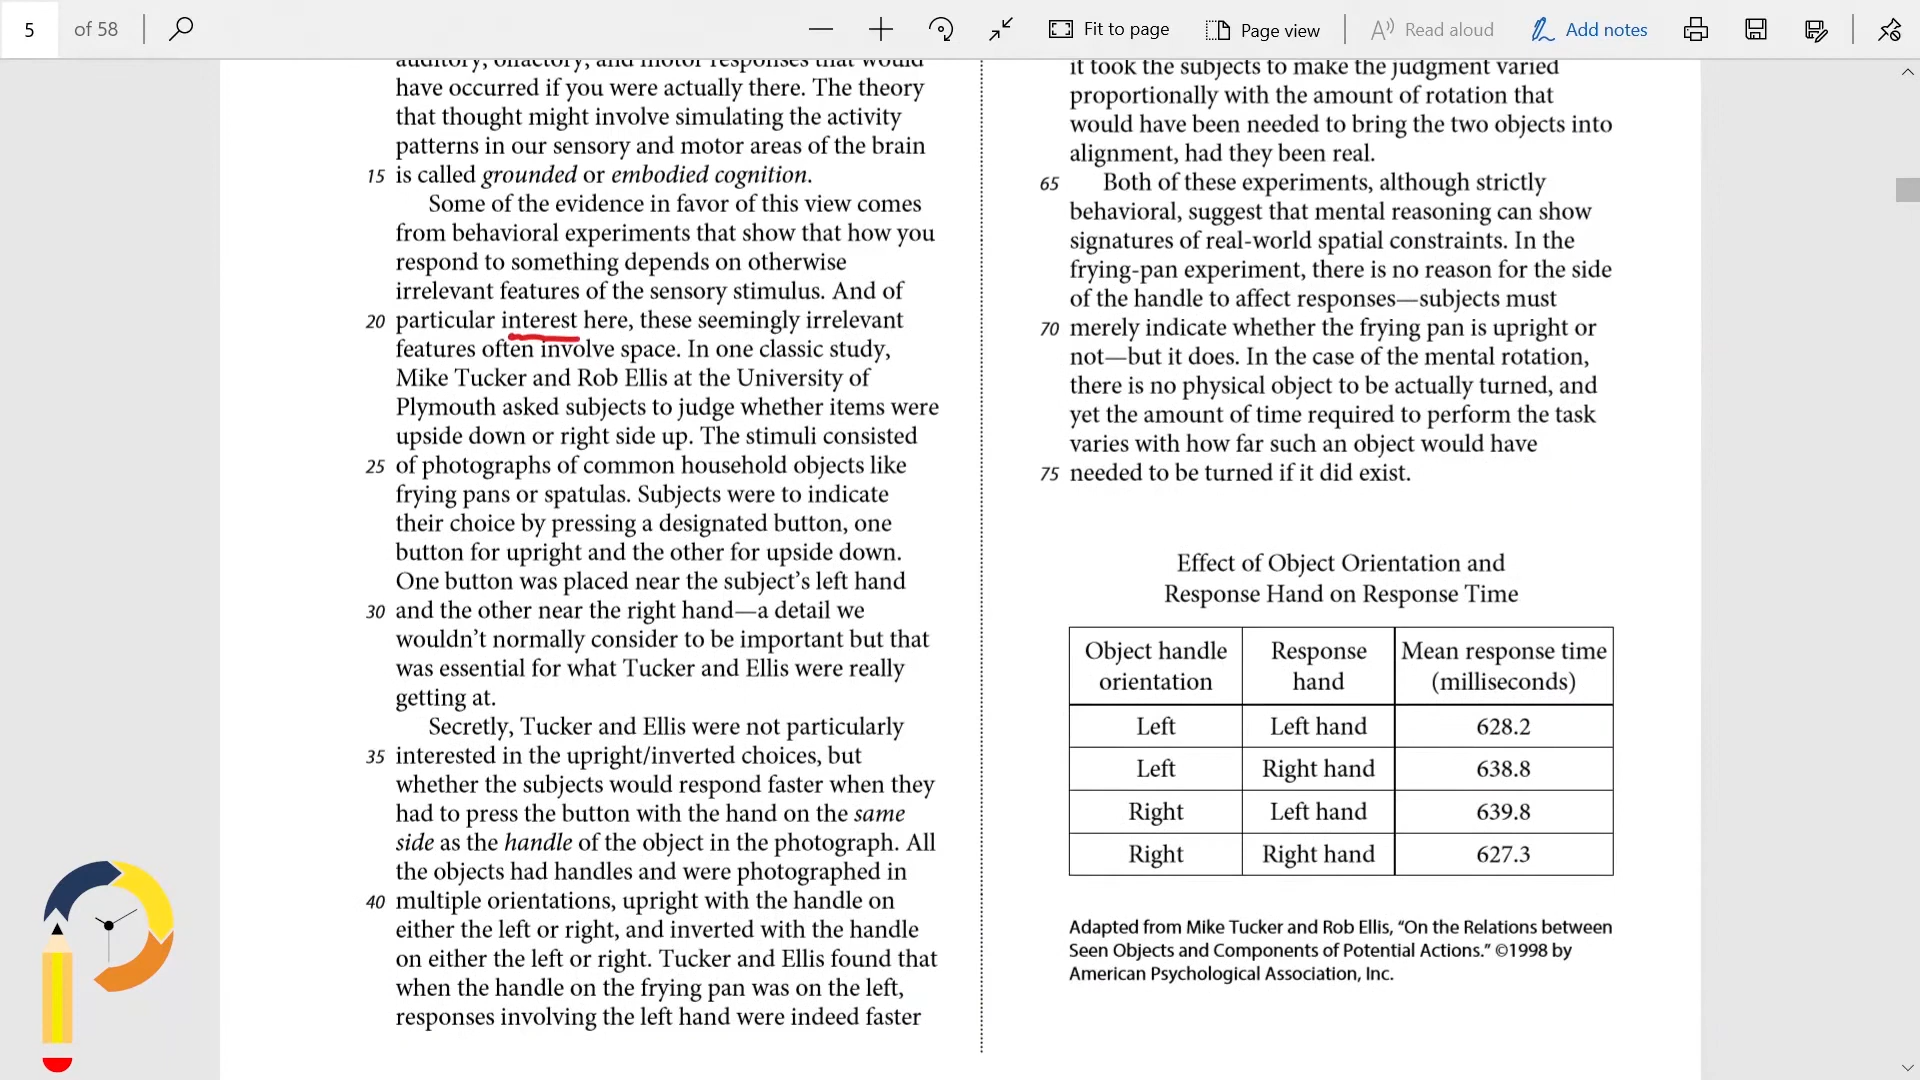 5 of 58 Fit to page Page view Read aloud Add notes
auditory, olfactory, and motor responses that would
have occurred if you were actually there. The theory
that thought might involve simulating the activity
patterns in our sensory and motor areas of the brain
15 is called grounded or embodied cognition.
Some of the evidence in favor of this view comes
from behavioral experiments that show that how you
respond to something depends on otherwise
irrelevant features of the sensory stimulus. And of
20 particular interest here, these seemingly irrelevant
features often involve space. In one classic study,
Mike Tucker and Rob Ellis at the University of
Plymouth asked subjects to judge whether items were
upside down or right side up. The stimuli consisted
25 of photographs of common household objects like
frying pans or spatulas. Subjects were to indicate
their choice by pressing a designated button, one
button for upright and the other for upside down.
One button was placed near the subject’s left hand
30 and the other near the right hand—a detail we
wouldn’t normally consider to be important but that
was essential for what Tucker and Ellis were really
getting at.
Secretly, Tucker and Ellis were not particularly
35 interested in the upright/inverted choices, but
whether the subjects would respond faster when they
had to press the button with the hand on the same
side as the handle of the object in the photograph. All
the objects had handles and were photographed in
40 multiple orientations, upright with the handle on
either the left or right, and inverted with the handle
on either the left or right. Tucker and Ellis found that
when the handle on the frying pan was on the left,
responses involving the left hand were indeed faster
it took the subjects to make the judgment varied
proportionally with the amount of rotation that
would have been needed to bring the two objects into
alignment, had they been real.
65 Both of these experiments, although strictly
behavioral, suggest that mental reasoning can show
signatures of real-world spatial constraints. In the
frying-pan experiment, there is no reason for the side
of the handle to affect responses—subjects must
70 merely indicate whether the frying pan is upright or
not—but it does. In the case of the mental rotation,
there is no physical object to be actually turned, and
yet the amount of time required to perform the task
varies with how far such an object would have
75 needed to be turned if it did exist.
Effect of Object Orientation and
Response Hand on Response Time
Object handle orientation Response hand Mean response time (milliseconds)
Left Left hand 628.2
Left Right hand 638.8
Right Left hand 639.8
Right Right hand 627.3
Adapted from Mike Tucker and Rob Ellis, “On the Relations between
Seen Objects and Components of Potential Actions.” ©1998 by
American Psychological Association, Inc.